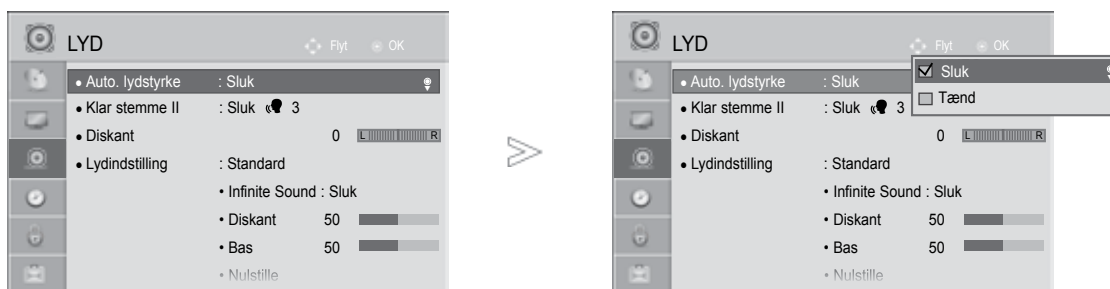 LYD Flyt OK
• Auto. lydstyrke : Sluk
• Klar stemme II : Sluk 3
• Diskant 0 L R
• Lydindstilling : Standard
• Infinite Sound : Sluk
• Diskant 50
• Bas 50
• Nulstille
LYD Flyt OK
• Auto. lydstyrke : Sluk
Sluk
Tænd
• Klar stemme II : Sluk 3
• Diskant 0 L R
• Lydindstilling : Standard
• Infinite Sound : Sluk
• Diskant 50
• Bas 50
• Nulstille